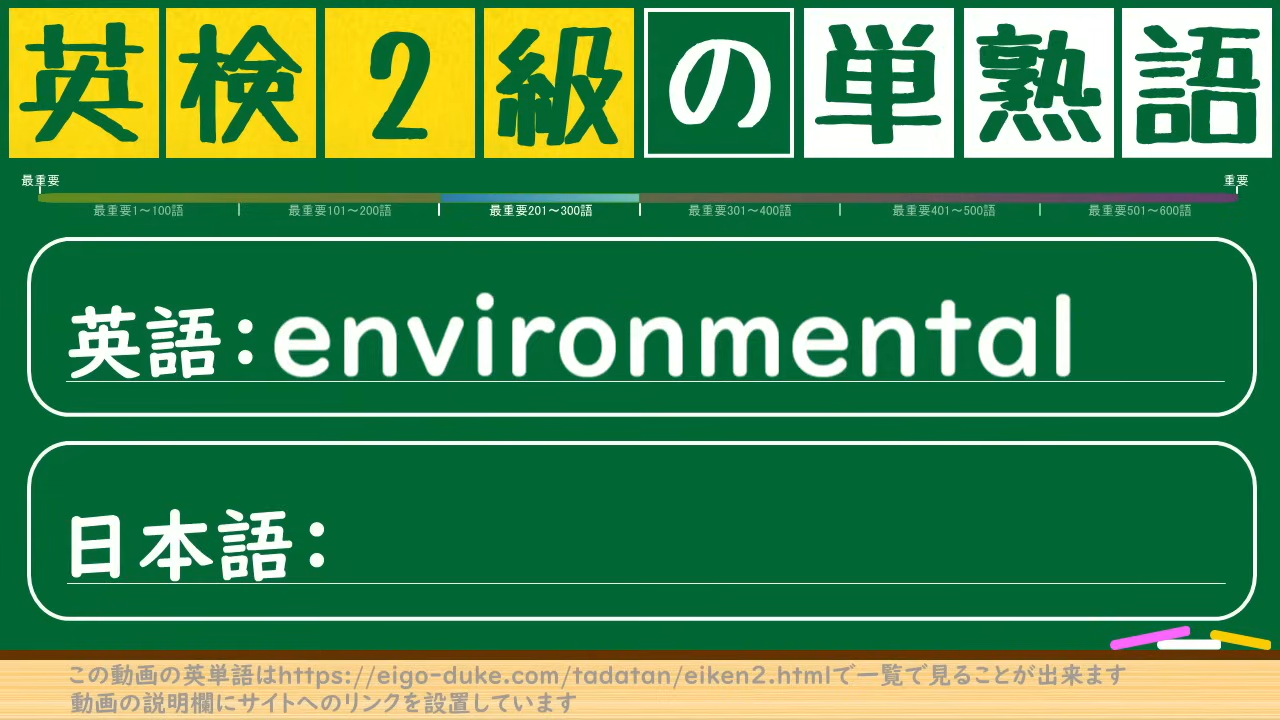 英検2級の単熟語
最重要 重要
最重要1～100語 最重要101～200語 最重要201～300語 最重要301～400語 最重要401～500語 最重要501～600語
英語：environmental
日本語：
この動画の英単語はhttps://eigo-duke.com/tadatan/eiken2.htmlで一覧で見ることが出来ます
動画の説明欄にサイトへのリンクを設置しています